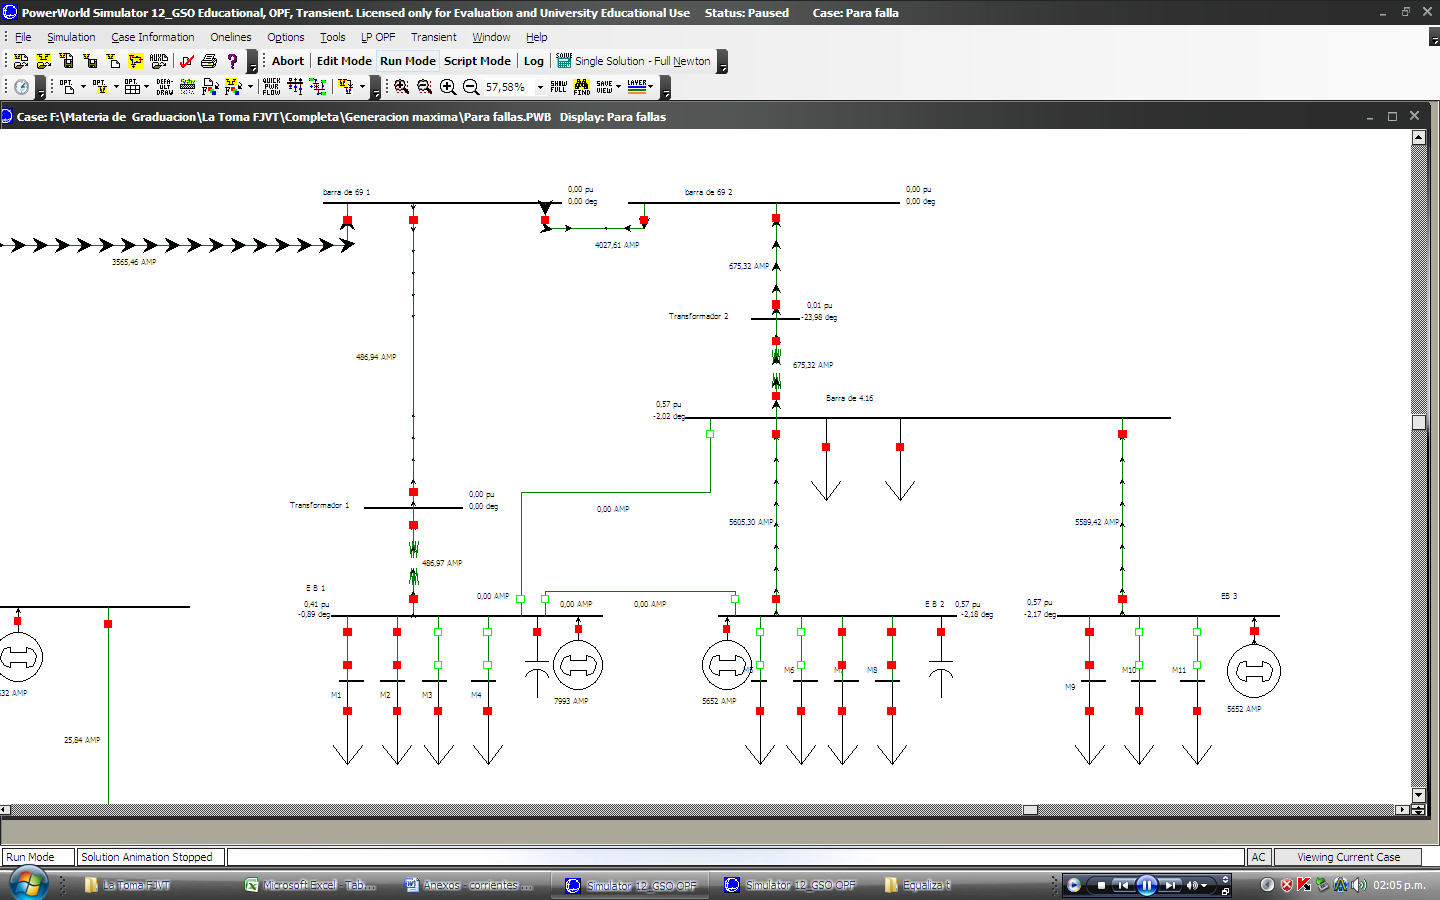 PowerWorld Simulator 12_GSO Educational, OPF, Transient. Licensed only for Evaluation and University Educational Use Status: Paused Case: Para falla
File Simulation Case Information Onelines Options Tools LP OPF Transient Window Help
Abort Edit Mode Run Mode Script Mode Log Single Solution - Full Newton
57,58%
Case: F:\Materia de Graduacion\La Toma FJVT\Completa\Generacion maxima\Para fallas.PWB Display: Para fallas
barra de 69 1
0,00 pu
0,00 deg
barra de 69 2
0,00 pu
0,00 deg
3565,46 AMP
4027,61 AMP
675,32 AMP
Transformador 2
0,01 pu
-23,98 deg
486,94 AMP
675,32 AMP
0,57 pu
-2,02 deg
Barra de 4.16
Transformador 1
0,00 pu
0,00 deg
0,00 AMP
5605,30 AMP
5589,42 AMP
486,97 AMP
E B 1
0,41 pu
-0,89 deg
0,00 AMP
0,00 AMP
0,00 AMP
E B 2
0,57 pu
-2,18 deg
0,57 pu
-2,17 deg
EB 3
M1 M2 M3 M4
7993 AMP
5652 AMP
M6 M8
M9 M10 M11
5652 AMP
25,84 AMP
Run Mode Solution Animation Stopped AC Viewing Current Case
La Toma FJVT Microsoft Excel - Tab... Anexos - corrientes ... Simulator 12_GSO OPF Simulator 12_GSO OPF Equaliza t 02:05 p.m.